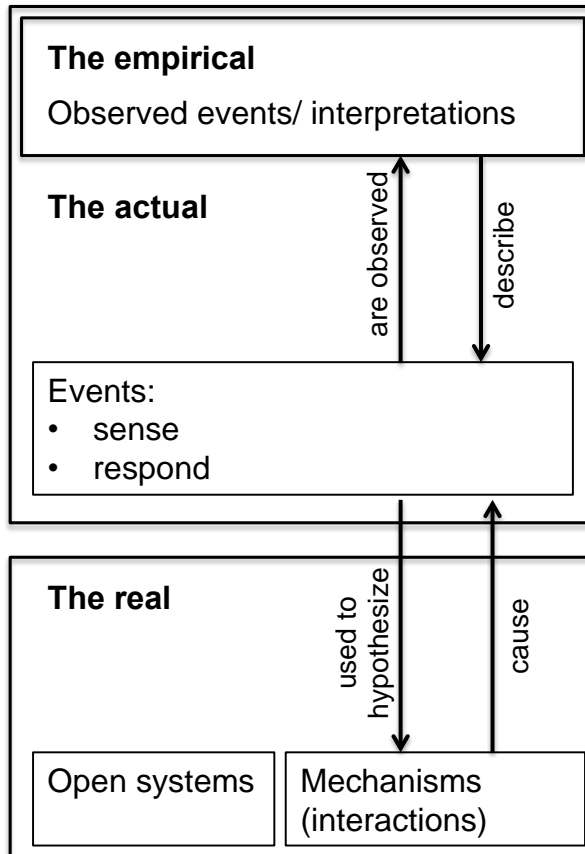 The empirical
Observed events/ interpretations
The actual
are observed
describe
Events:
• sense
• respond
The real
used to
hypothesize
cause
Open systems
Mechanisms
(interactions)